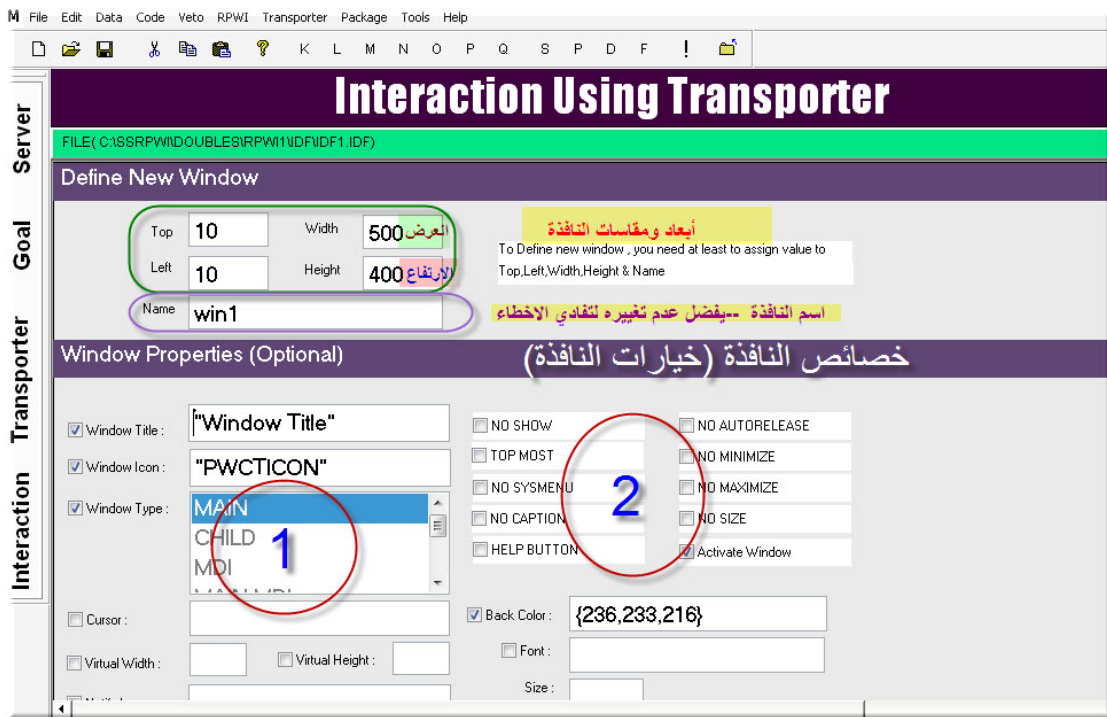 M File Edit Data Code Veto RPWI Transporter Package Tools Help
K L M N O P Q S P D F !
Interaction Using Transporter
FILE( C:\SSRPWI\DOUBLES\RPWI1\IDF\IDF1.IDF)
Define New Window
Top 10 Width 500 العرض
أبعاد ومقاسات النافذة
To Define new window , you need at least to assign value to
Top,Left,Width,Height & Name
Left 10 Height 400 الارتفاع
Name win1
اسم النافذة --يفضل عدم تغييره لتفادي الاخطاء
Window Properties (Optional)
خصائص النافذة (خيارات النافذة)
Window Title : "Window Title"
Window Icon : "PWCTICON"
Window Type : MAIN
CHILD
MDI
MAIN MDI
1
NO SHOW
TOP MOST
NO SYSMENU
NO CAPTION
HELP BUTTON
2
NO AUTORELEASE
NO MINIMIZE
NO MAXIMIZE
NO SIZE
Activate Window
Cursor :
Back Color : {236,233,216}
Virtual Width :
Virtual Height :
Font :
Size :
Server
Goal
Transporter
Interaction